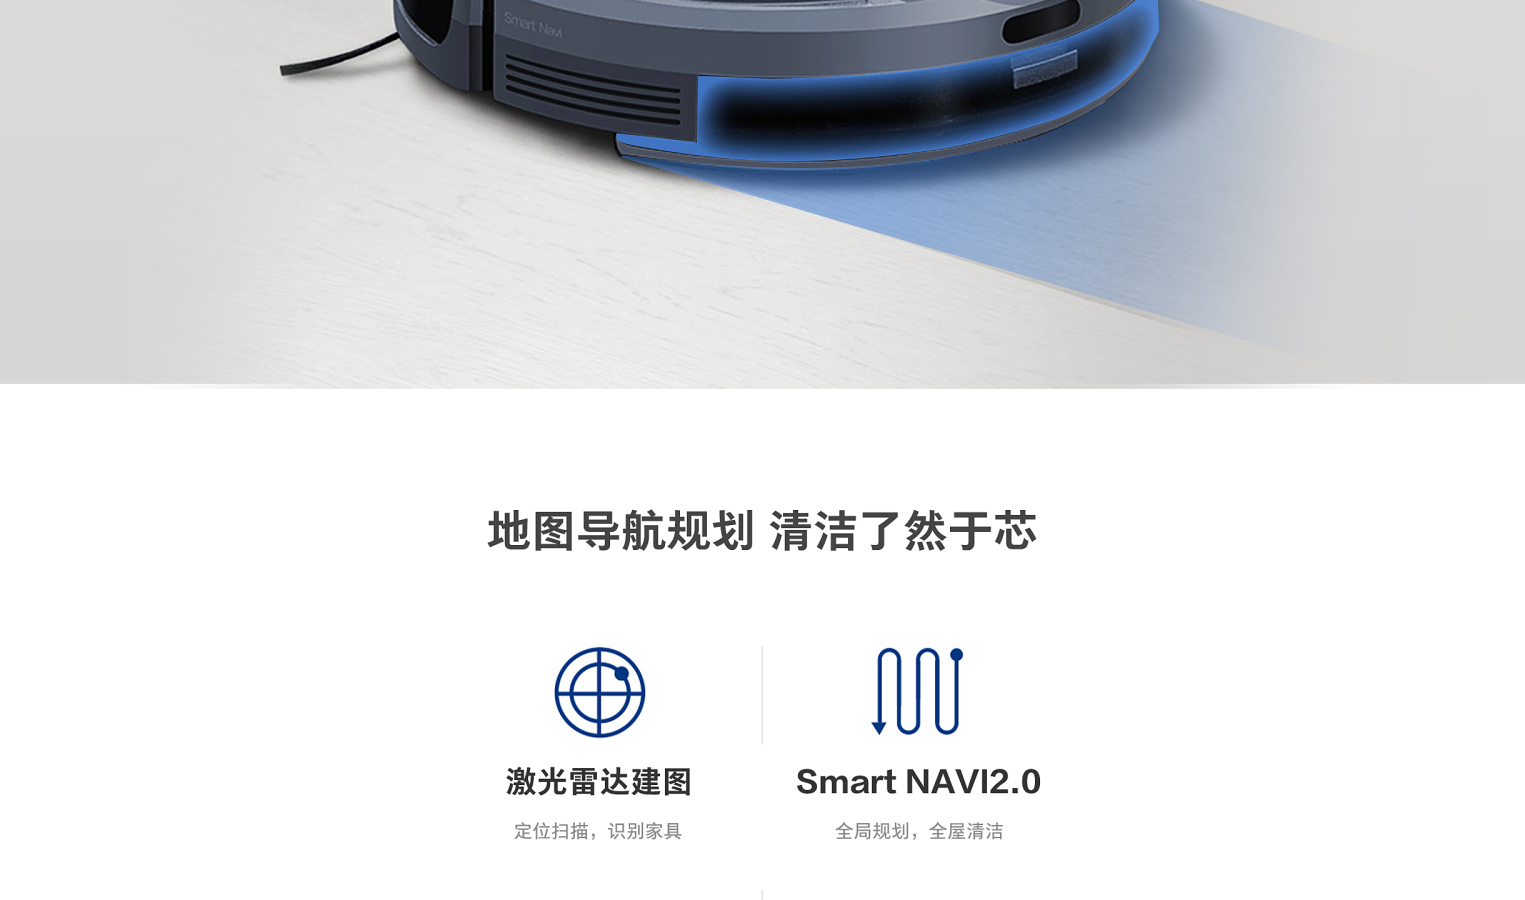 Smart Navi
地图导航规划 清洁了然于芯
激光雷达建图
Smart NAVI2.0
定位扫描，识别家具
全局规划，全屋清洁